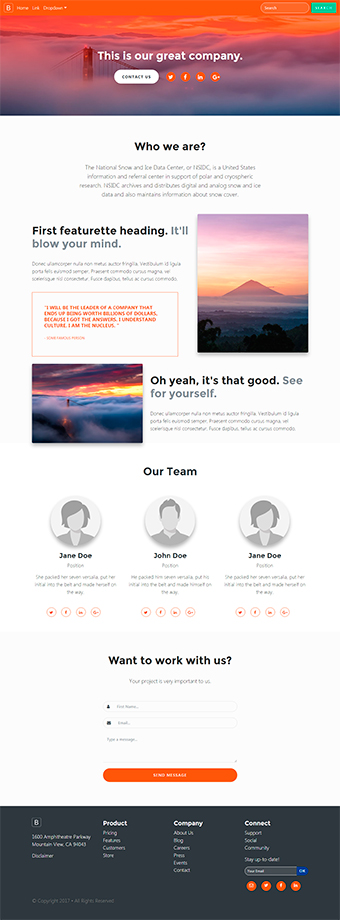 B Home Link Dropdown Search SEARCH
This is our great company.
CONTACT US
Who we are?
The National Snow and Ice Data Center, or NSIDC, is a United States
information and referral center in support of polar and cryospheric
research. NSIDC archives and distributes digital and analog snow and ice
data and also maintains information about snow cover.
First featurette heading. It'll
blow your mind.
Donec ullamcorper nulla non metus auctor fringilla. Vestibulum id ligula
porta felis euismod semper. Praesent commodo cursus magna, vel
scelerisque nisl consectetur. Fusce dapibus, tellus ac cursus commodo.
"I WILL BE THE LEADER OF A COMPANY THAT
ENDS UP BEING WORTH BILLIONS OF DOLLARS,
BECAUSE I GOT THE ANSWERS. I UNDERSTAND
CULTURE. I AM THE NUCLEUS. "
- SOME FAMOUS PERSON
Oh yeah, it's that good. See
for yourself.
Donec ullamcorper nulla non metus auctor fringilla. Vestibulum id ligula
porta felis euismod semper. Praesent commodo cursus magna, vel
scelerisque nisl consectetur. Fusce dapibus, tellus ac cursus commodo.
Our Team
Jane Doe
Position
She packed her seven versalia, put her
initial into the belt and made herself on
the way.
John Doe
Position
He packed him seven versalia, put his
initial into the belt and made himself on
the way.
Jane Doe
Position
She packed her seven versalia, put her
initial into the belt and made herself on
the way.
Want to work with us?
Your project is very important to us.
First Name...
Email...
Type a message...
SEND MESSAGE
B
1600 Amphitheatre Parkway
Mountain View, CA 94043
Disclaimer
Product
Pricing
Features
Customers
Store
Company
About Us
Blog
Careers
Press
Events
Contact
Connect
Support
Social
Community
Stay up-to-date!
Your Email OK
Copyright 2017 • All Rights Reserved